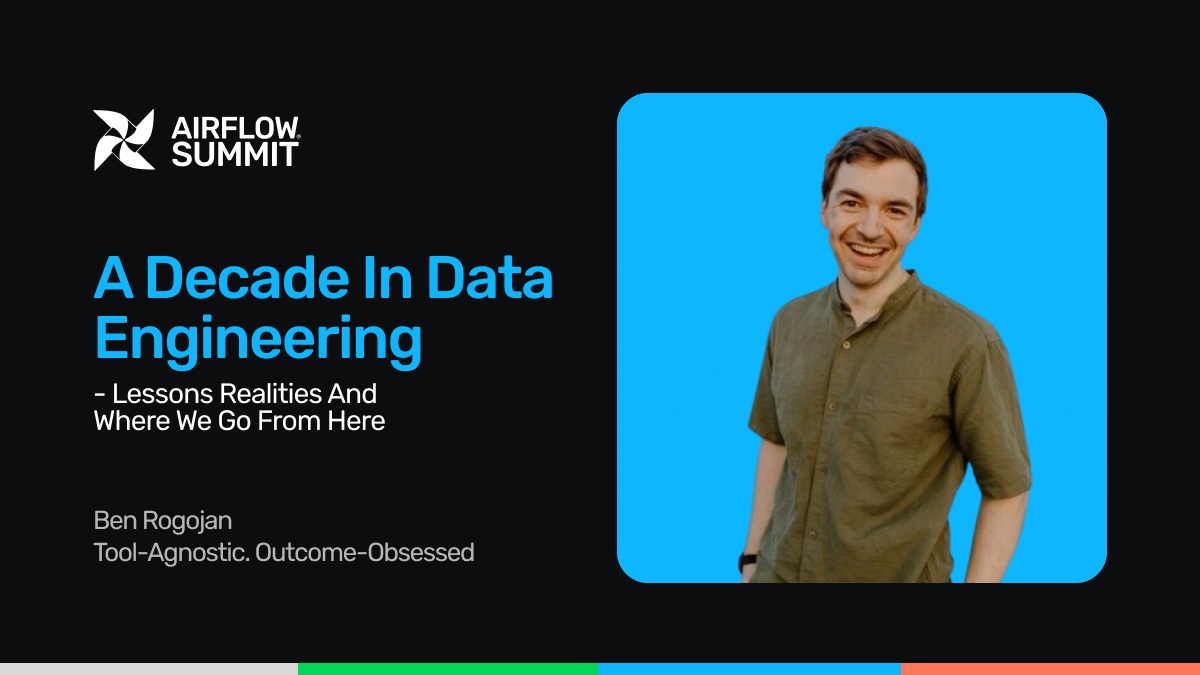 AIRFLOW
SUMMIT
A Decade In Data
Engineering
- Lessons Realities And
Where We Go From Here
Ben Rogojan
Tool-Agnostic. Outcome-Obsessed